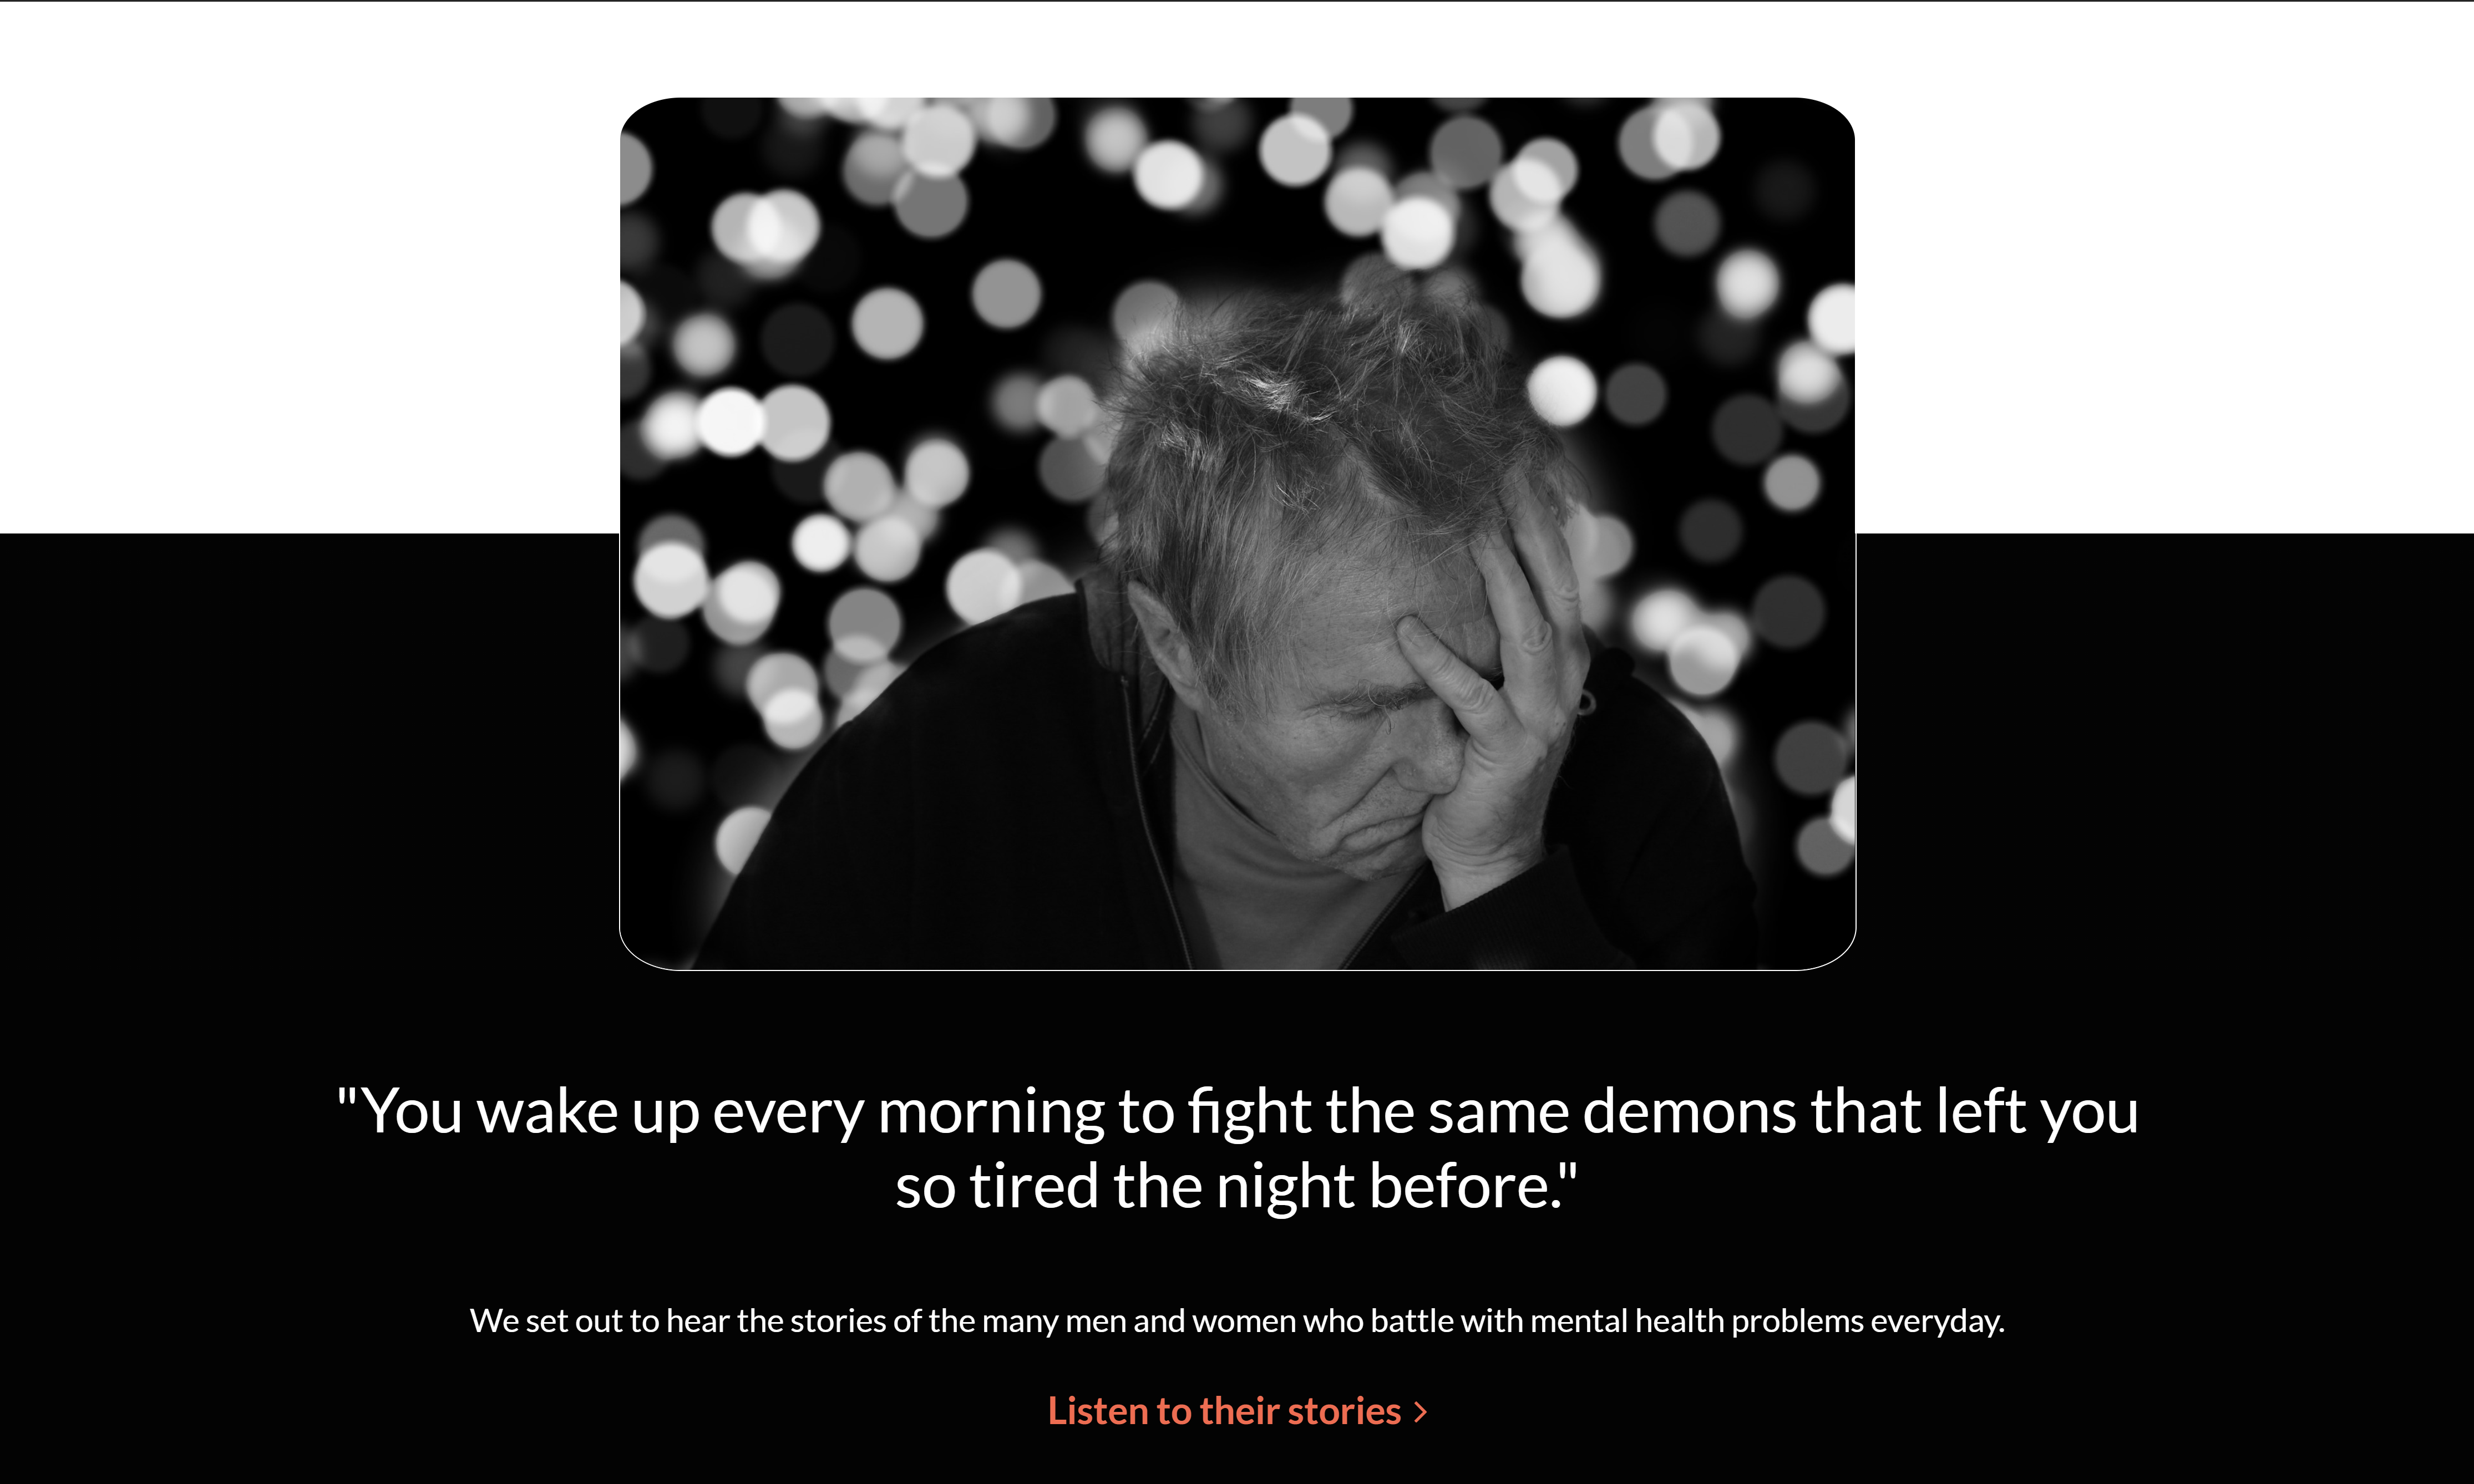 "You wake up every morning to fight the same demons that left you
so tired the night before."
We set out to hear the stories of the many men and women who battle with mental health problems everyday.
Listen to their stories >